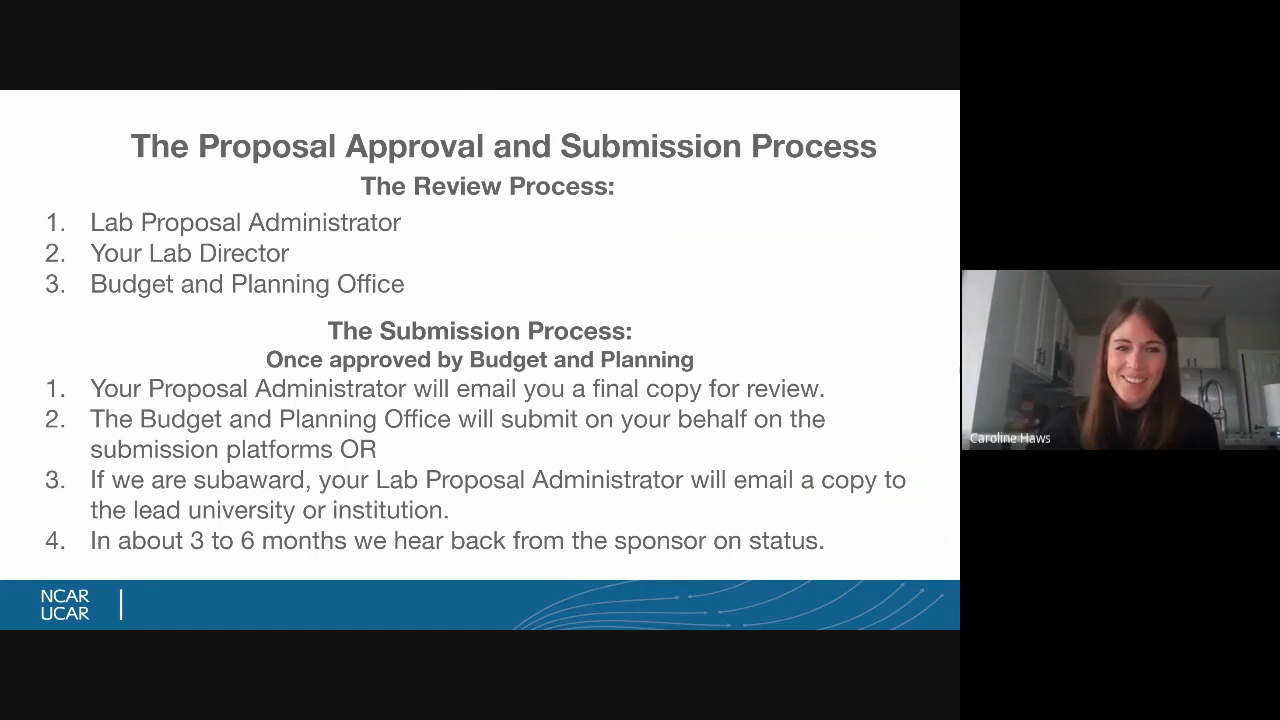 The Proposal Approval and Submission Process
The Review Process:
1. Lab Proposal Administrator
2. Your Lab Director
3. Budget and Planning Office
The Submission Process:
Once approved by Budget and Planning
1. Your Proposal Administrator will email you a final copy for review.
2. The Budget and Planning Office will submit on your behalf on the
submission platforms OR
3. If we are subaward, your Lab Proposal Administrator will email a copy to
the lead university or institution.
4. In about 3 to 6 months we hear back from the sponsor on status.
NCAR
UCAR
Caroline Haws